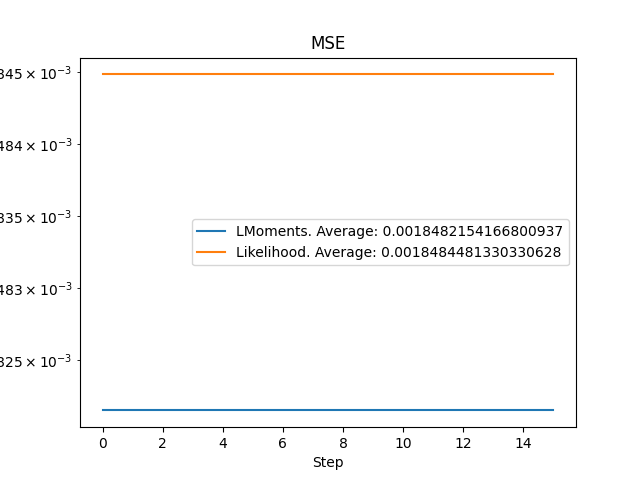 MSE
845 × 10⁻³
484 × 10⁻³
835 × 10⁻³
483 × 10⁻³
825 × 10⁻³
LMoments. Average: 0.0018482154166800937
Likelihood. Average: 0.0018484481330330628
0 2 4 6 8 10 12 14
Step